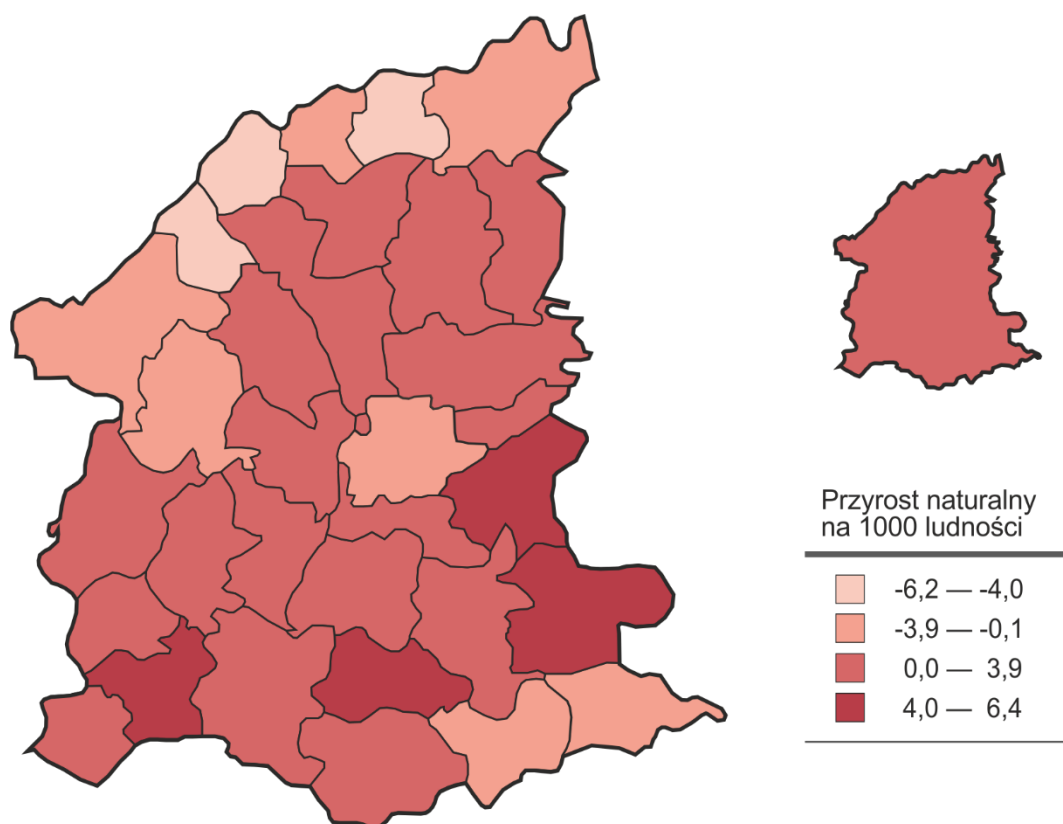 Przyrost naturalny
na 1000 ludności
-6,2 — -4,0
-3,9 — -0,1
0,0 — 3,9
4,0 — 6,4